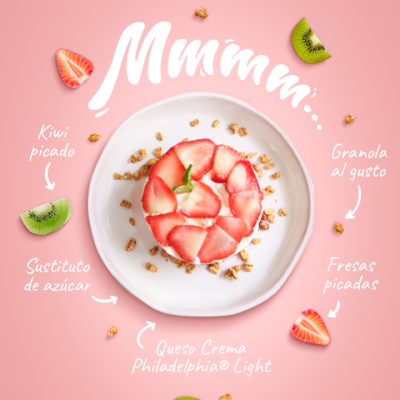 Mmmm...
Kiwi
picado
Granola
al gusto
Sustituto
de azúcar
Fresas
picadas
Queso Crema
Philadelphia® Light